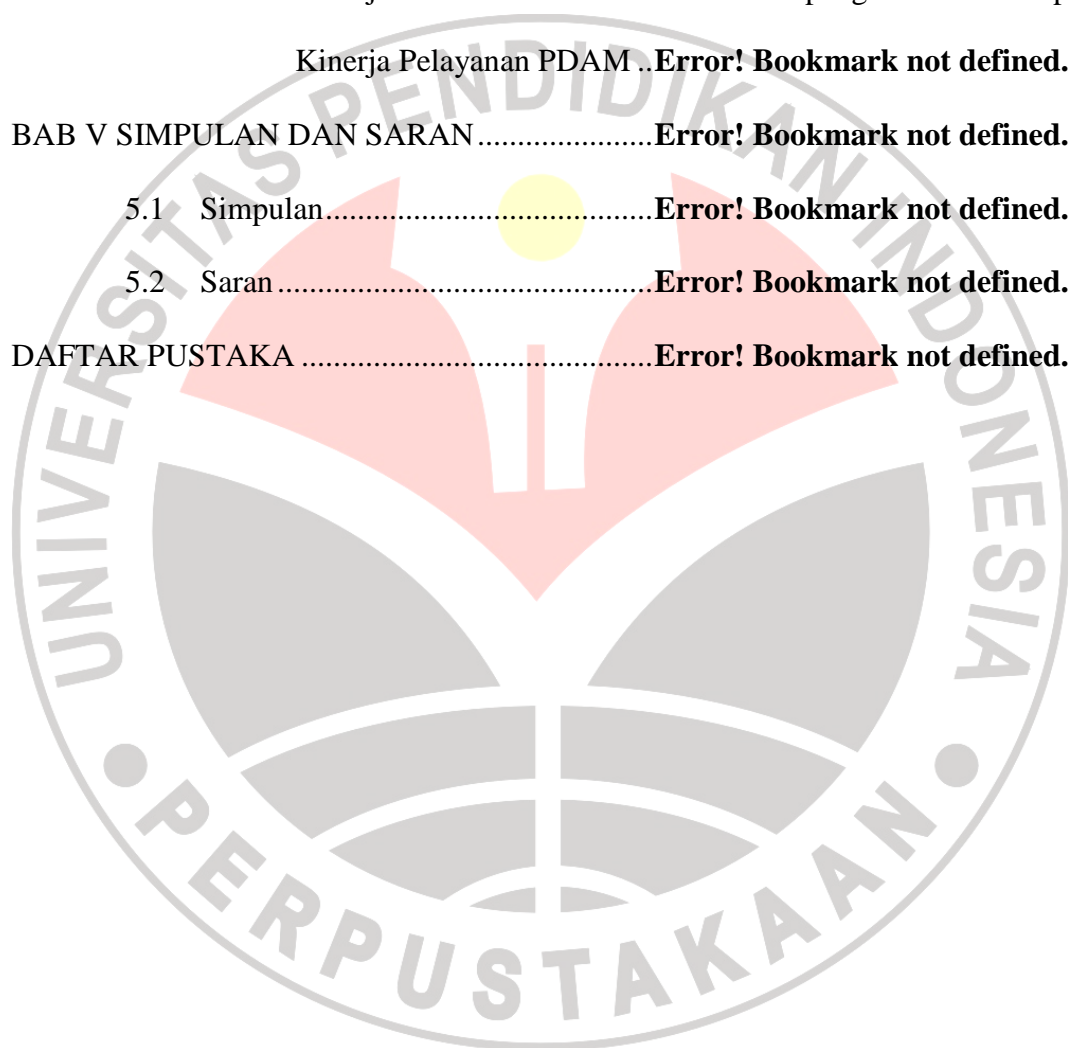 Kinerja Pelayanan PDAM ..Error! Bookmark not defined.
BAB V SIMPULAN DAN SARAN......................Error! Bookmark not defined.
5.1 Simpulan.........................................Error! Bookmark not defined.
5.2 Saran ...............................................Error! Bookmark not defined.
DAFTAR PUSTAKA ............................................Error! Bookmark not defined.
UNIVERSITAS PENDIDIKAN INDONESIA
PERPUSTAKAAN